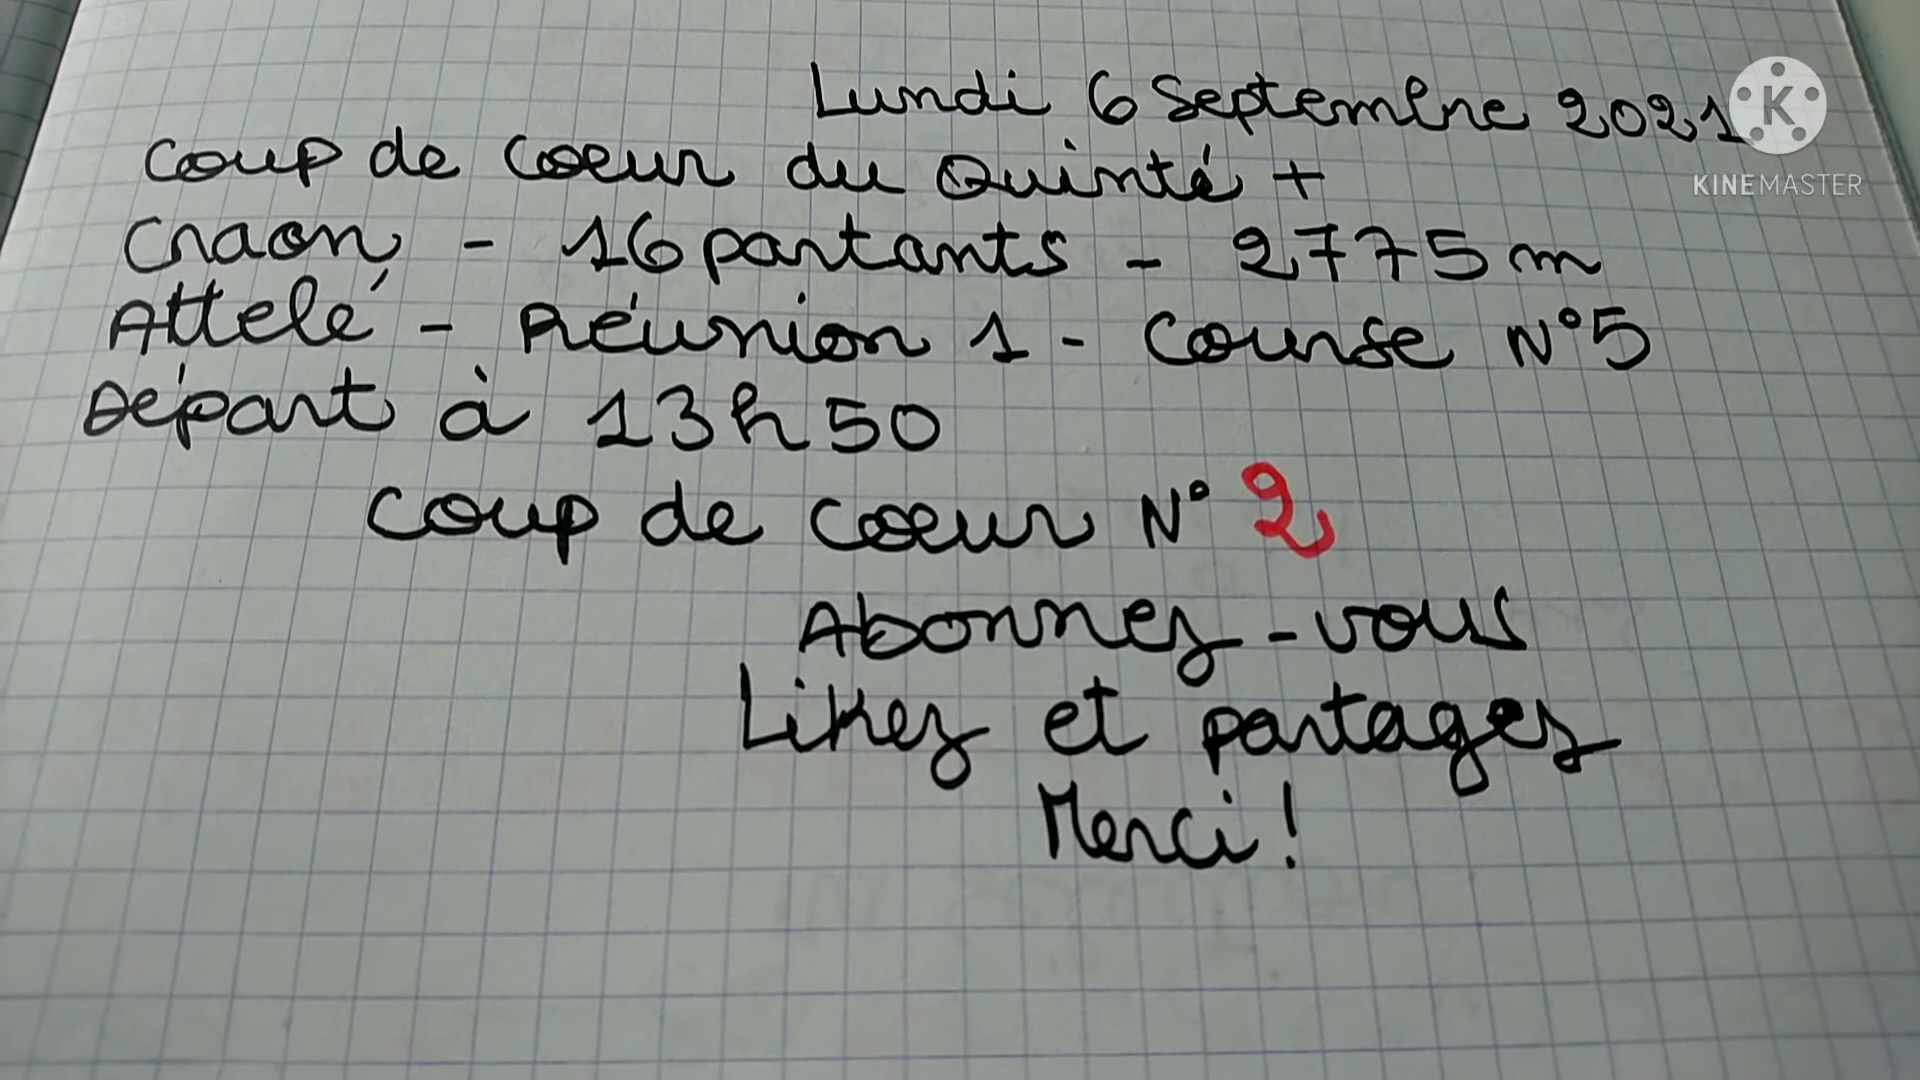 Lundi 6 Septembre 2021
Coup de coeur du Quinté +
Craon - 16 partants - 2775 m
Attelé - Réunion 1 - Course N°5
Départ à 13h50
Coup de coeur N° 2
Abonnez-vous
Likez et partagez
Merci !
K
KINEMASTER